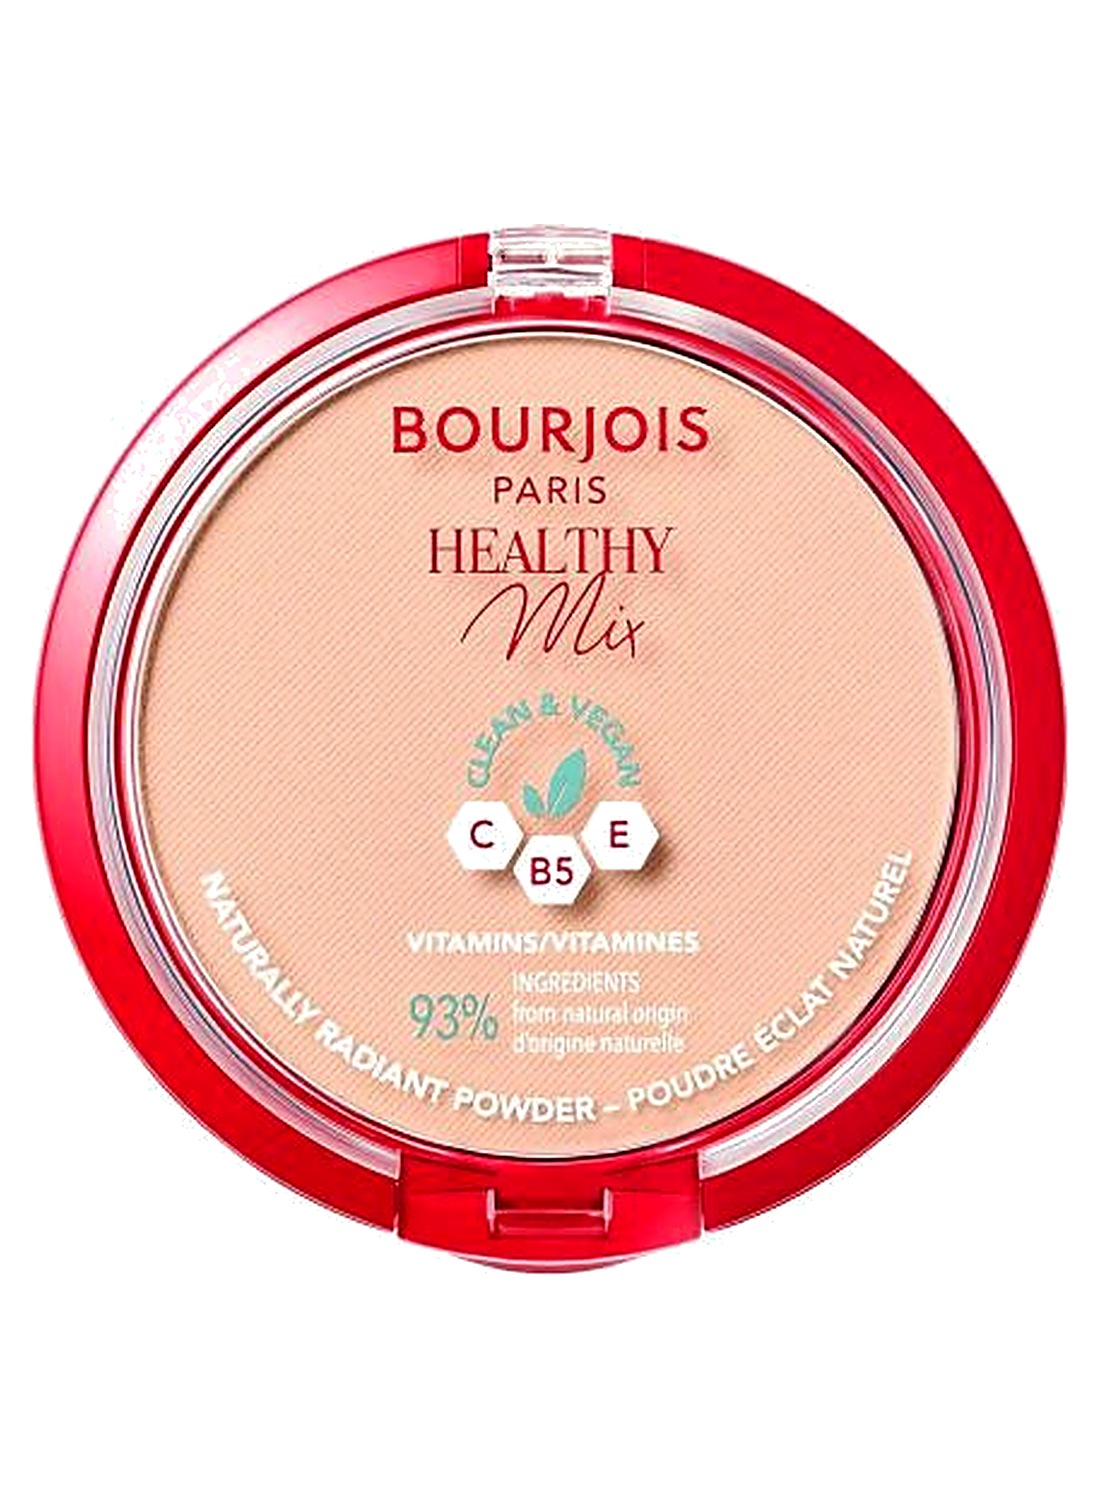 BOURJOIS
PARIS
HEALTHY
Mix
CLEAN & VEGAN
C
B5
E
VITAMINS/VITAMINES
93%
INGREDIENTS
from natural origin
d'origine naturelle
NATURALLY RADIANT POWDER – POUDRE ÉCLAT NATUREL